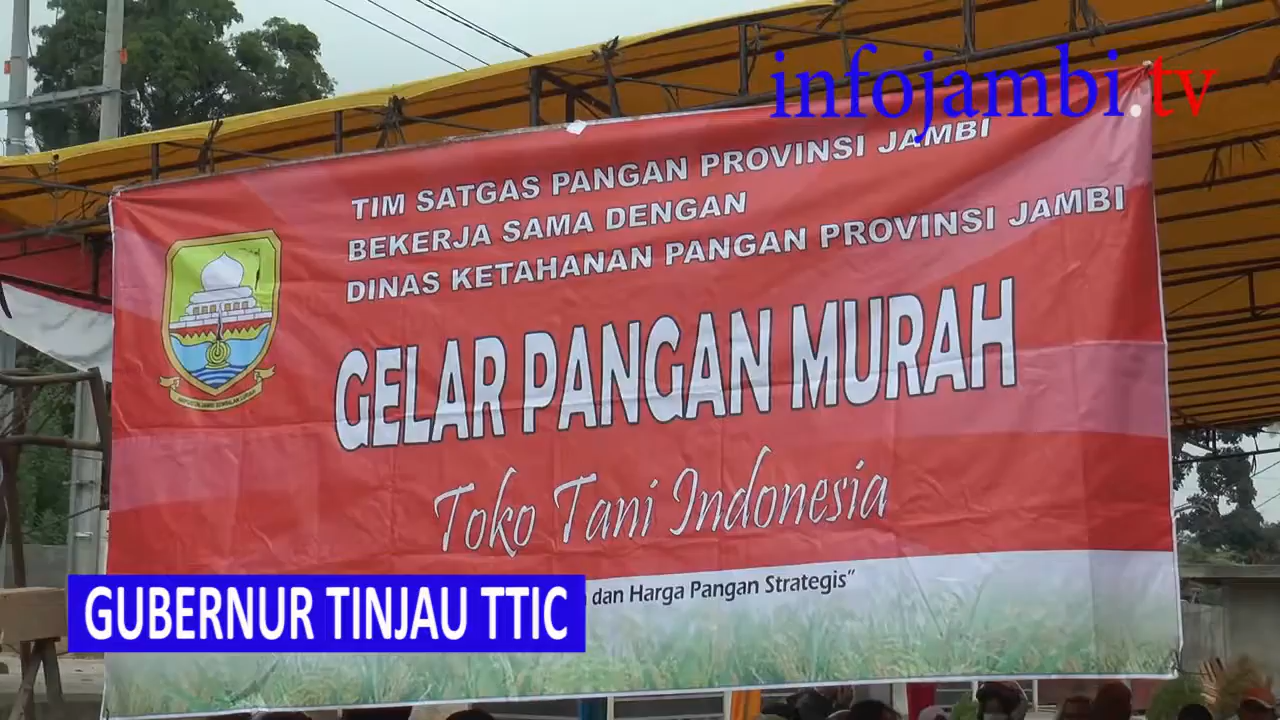 infojambi.tv
TIM SATGAS PANGAN PROVINSI JAMBI
BEKERJA SAMA DENGAN
DINAS KETAHANAN PANGAN PROVINSI JAMBI
GELAR PANGAN MURAH
Toko Tani Indonesia
dan Harga Pangan Strategis”
GUBERNUR TINJAU TTIC